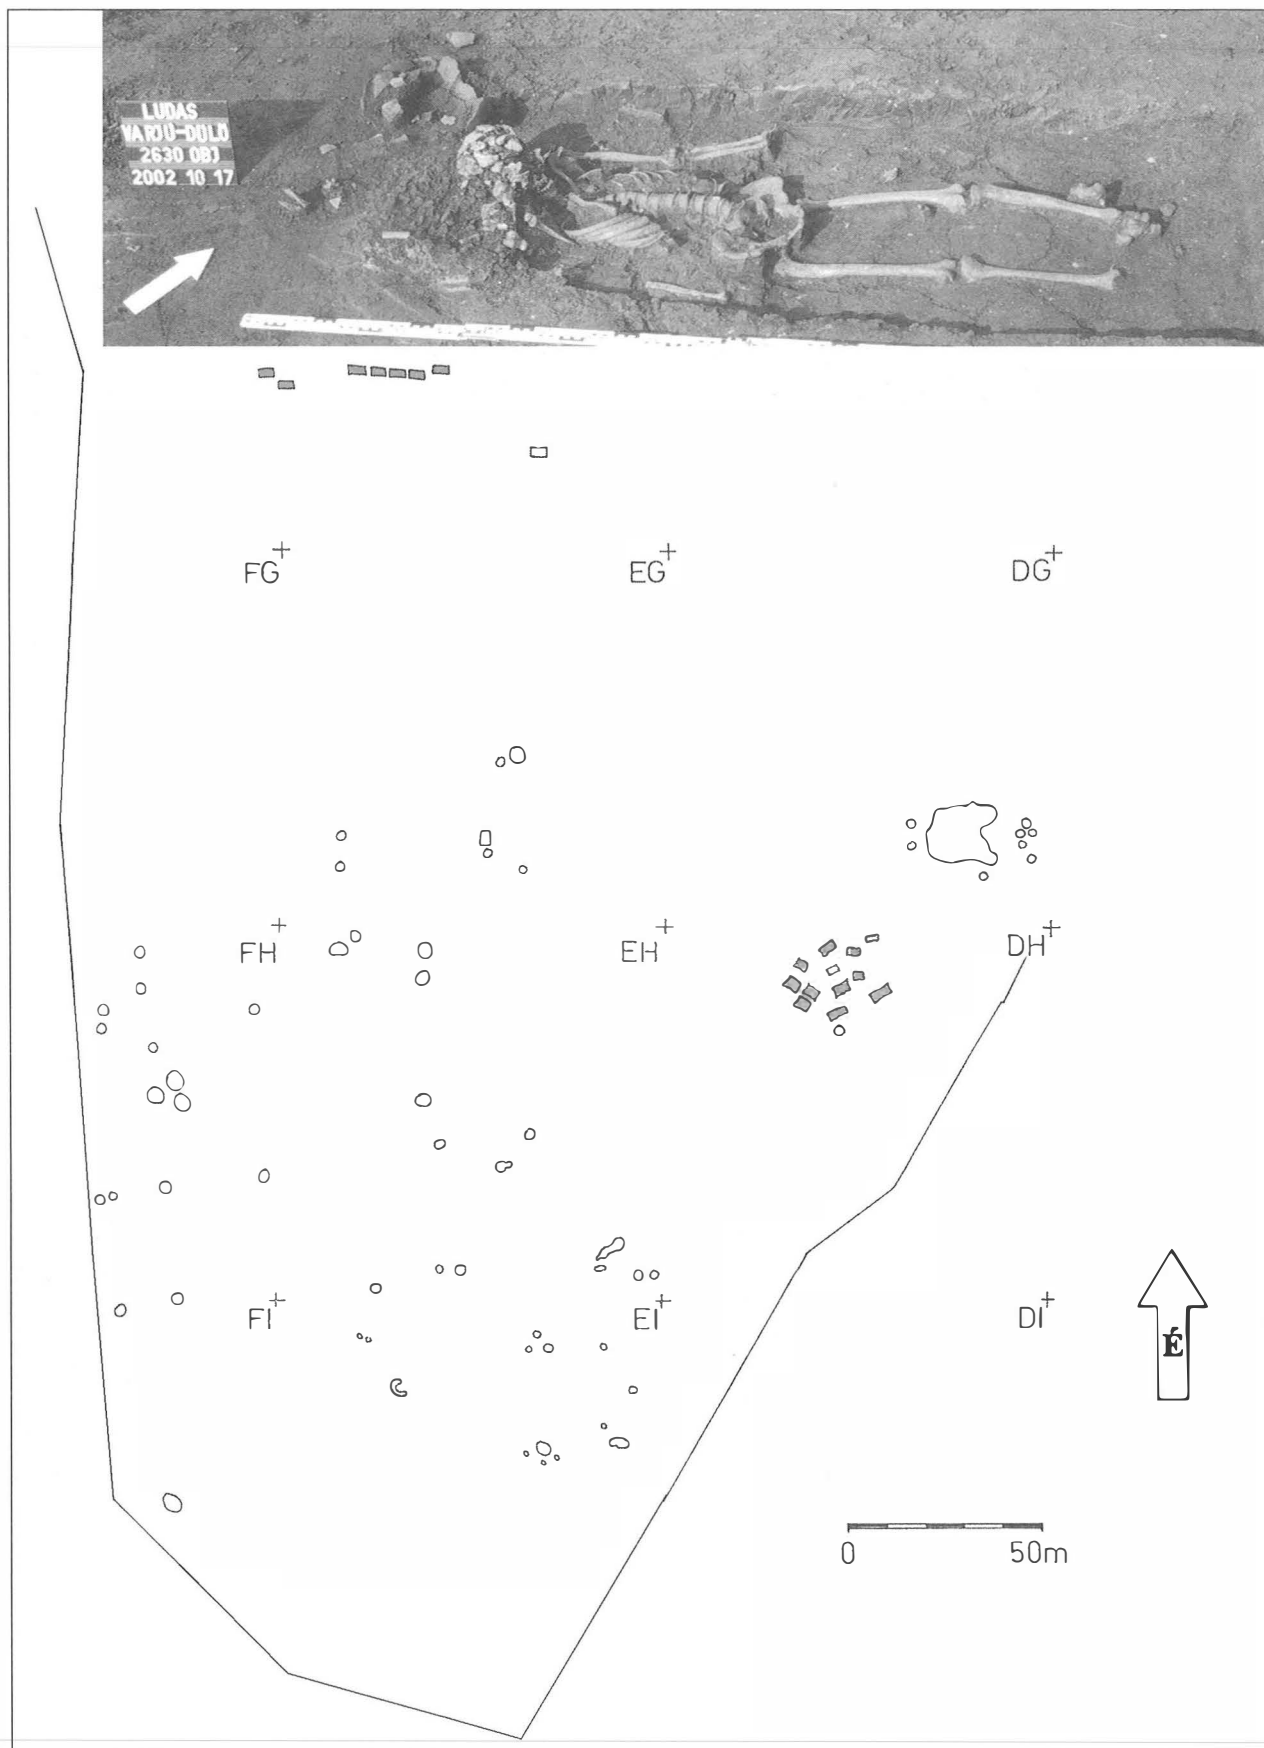 LUDAS
VARJÚ-DŰLŐ
2630 OBJ
2002 10 17
FG EG DG
FH EH DH
FI EI DI
É
0 50m